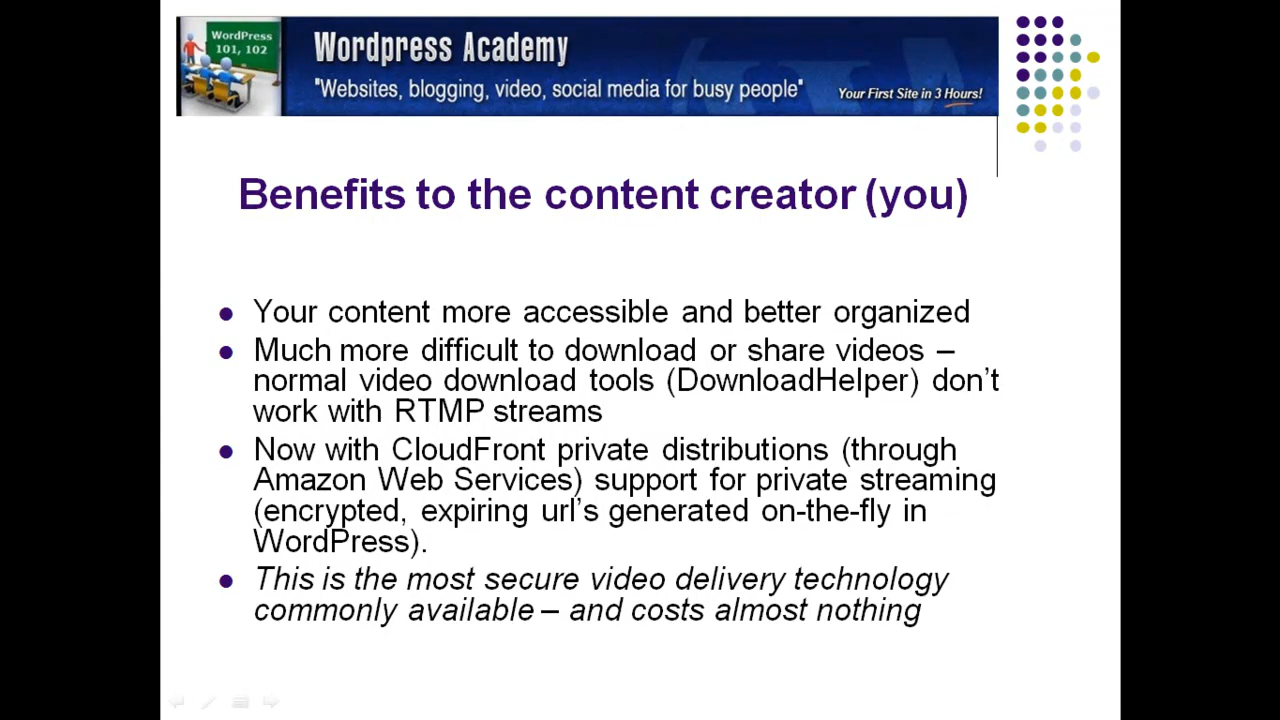 WordPress
101, 102
Wordpress Academy
"Websites, blogging, video, social media for busy people"
Your First Site in 3 Hours!
Benefits to the content creator (you)
Your content more accessible and better organized
Much more difficult to download or share videos –
normal video download tools (DownloadHelper) don't
work with RTMP streams
Now with CloudFront private distributions (through
Amazon Web Services) support for private streaming
(encrypted, expiring url's generated on-the-fly in
WordPress).
This is the most secure video delivery technology
commonly available – and costs almost nothing